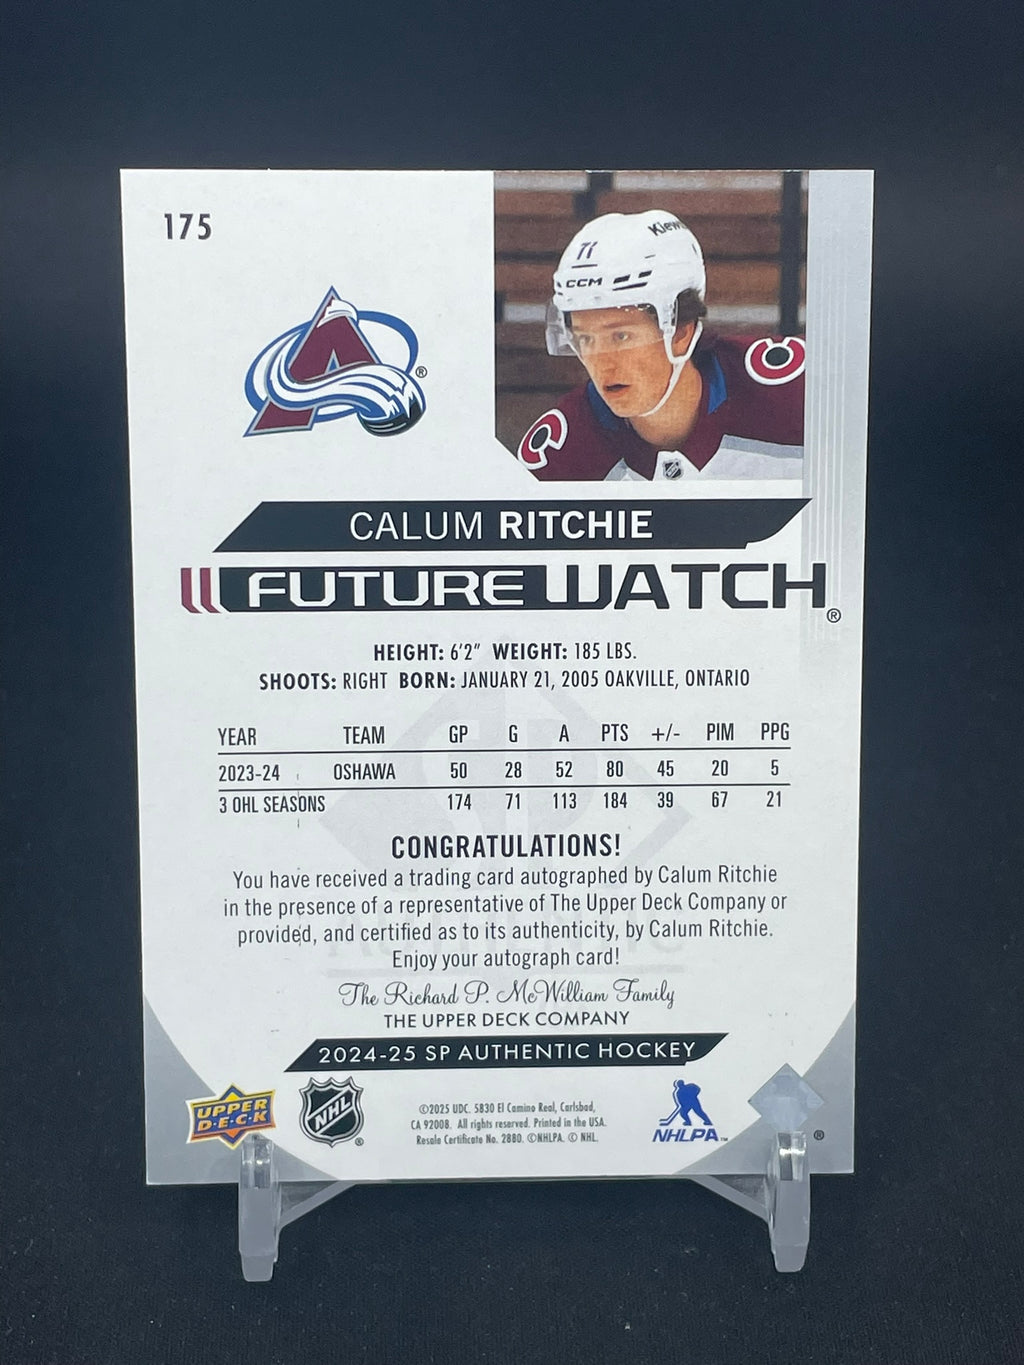 175
Kiewi
71
CCM
®
CALUM RITCHIE
FUTURE WATCH®
HEIGHT: 6'2" WEIGHT: 185 LBS.
SHOOTS: RIGHT BORN: JANUARY 21, 2005 OAKVILLE, ONTARIO
YEAR TEAM GP G A PTS +/- PIM PPG
2023-24 OSHAWA 50 28 52 80 45 20 5
3 OHL SEASONS 174 71 113 184 39 67 21
CONGRATULATIONS!
You have received a trading card autographed by Calum Ritchie
in the presence of a representative of The Upper Deck Company or
provided, and certified as to its authenticity, by Calum Ritchie.
Enjoy your autograph card!
The Richard P. McWilliam Family
THE UPPER DECK COMPANY
2024-25 SP AUTHENTIC HOCKEY
UPPER
D·E·C·K
NHL
®
©2025 UDC. 5830 El Camino Real, Carlsbad,
CA 92008. All rights reserved. Printed in the USA.
Resale Certificate No. 2880. ©NHLPA. © NHL.
NHLPA™
®